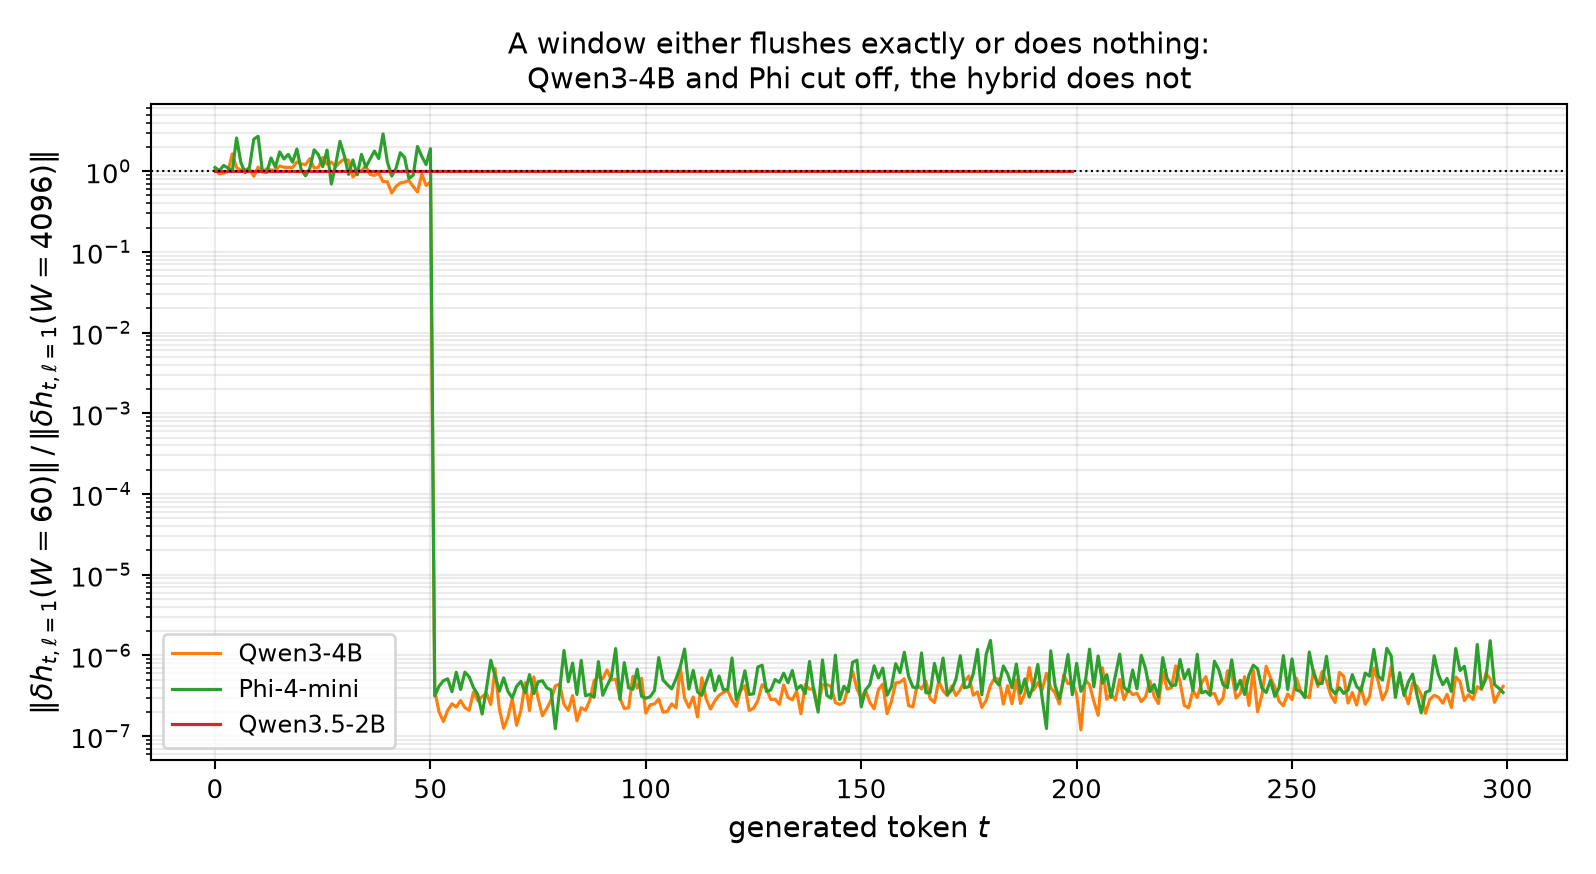 A window either flushes exactly or does nothing:
Qwen3-4B and Phi cut off, the hybrid does not
‖δh_{t,ℓ=1}(W = 60)‖ / ‖δh_{t,ℓ=1}(W = 4096)‖
10⁰
10⁻¹
10⁻²
10⁻³
10⁻⁴
10⁻⁵
10⁻⁶
10⁻⁷
Qwen3-4B
Phi-4-mini
Qwen3.5-2B
0 50 100 150 200 250 300
generated token t